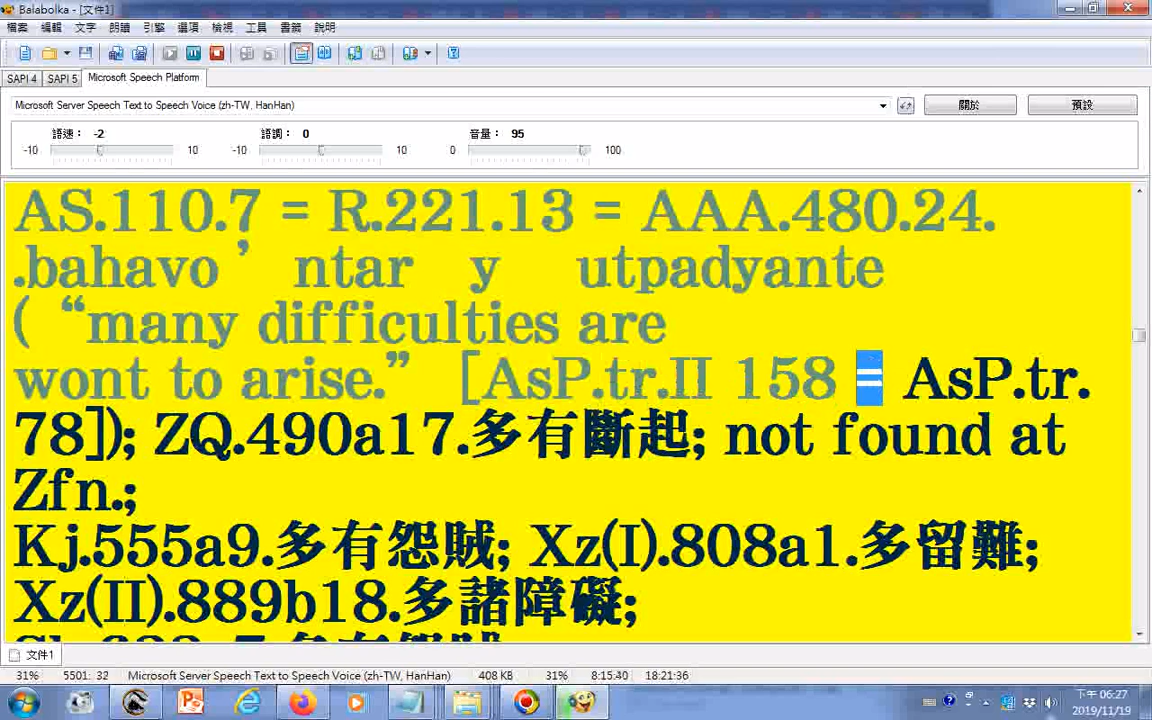 Balabolka - [文件1]
檔案 編輯 文字 朗讀 引擎 選項 檢視 工具 書籤 說明
SAPI 4 SAPI 5 Microsoft Speech Platform
Microsoft Server Speech Text to Speech Voice (zh-TW, HanHan) 關於 預設
語速： -2 語調： 0 音量： 95
-10 10 -10 10 0 100
AS.110.7 = R.221.13 = AAA.480.24.
.bahavo ’ ntar y utpadyante
( “many difficulties are
wont to arise.” [AsP.tr.II 158 = AsP.tr.
78]); ZQ.490a17.多有斷起; not found at
Zfn.;
Kj.555a9.多有怨賊; Xz(I).808a1.多留難;
Xz(II).889b18.多諸障礙;
文件1
31% 5501: 32 Microsoft Server Speech Text to Speech Voice (zh-TW, HanHan) 408 KB 31% 8:15:40 18:21:36
下午 06:27
2019/11/19